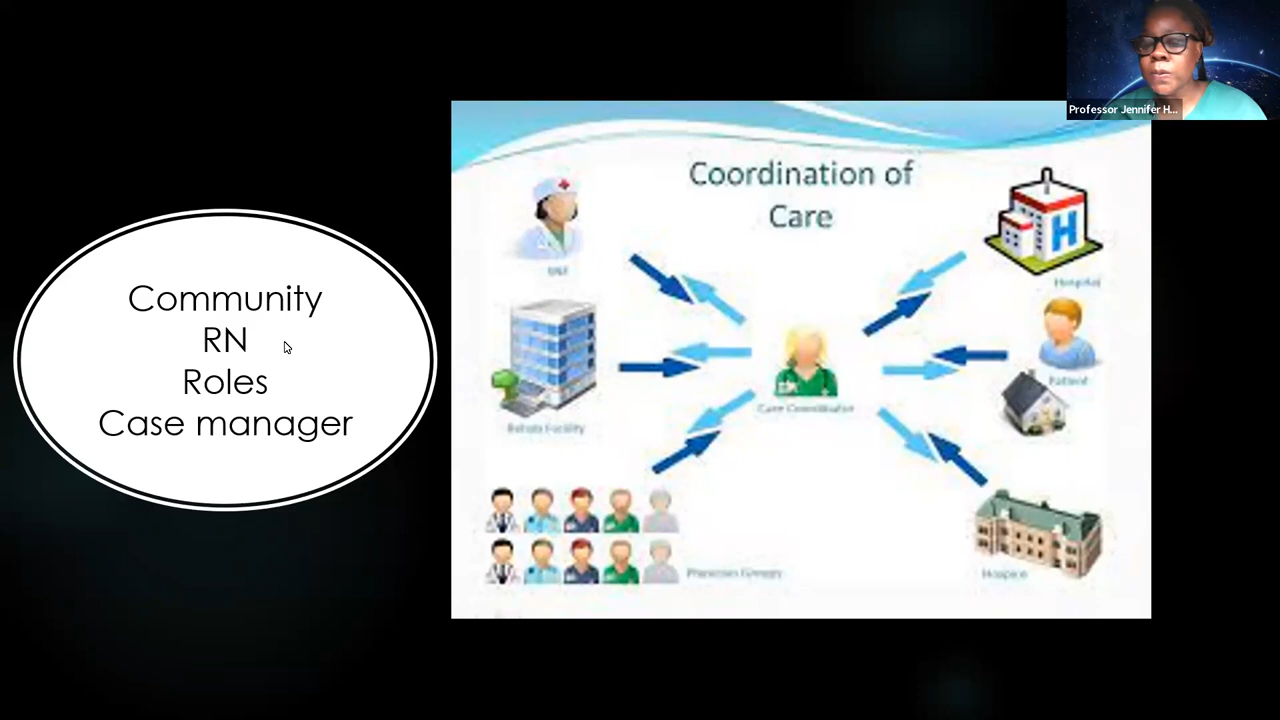 Community
RN
Roles
Case manager
Professor Jennifer H...
Coordination of
Care
SNF
Hospital
Patient
Rehab Facility
Care Coordinator
Physician Groups
Hospice
H